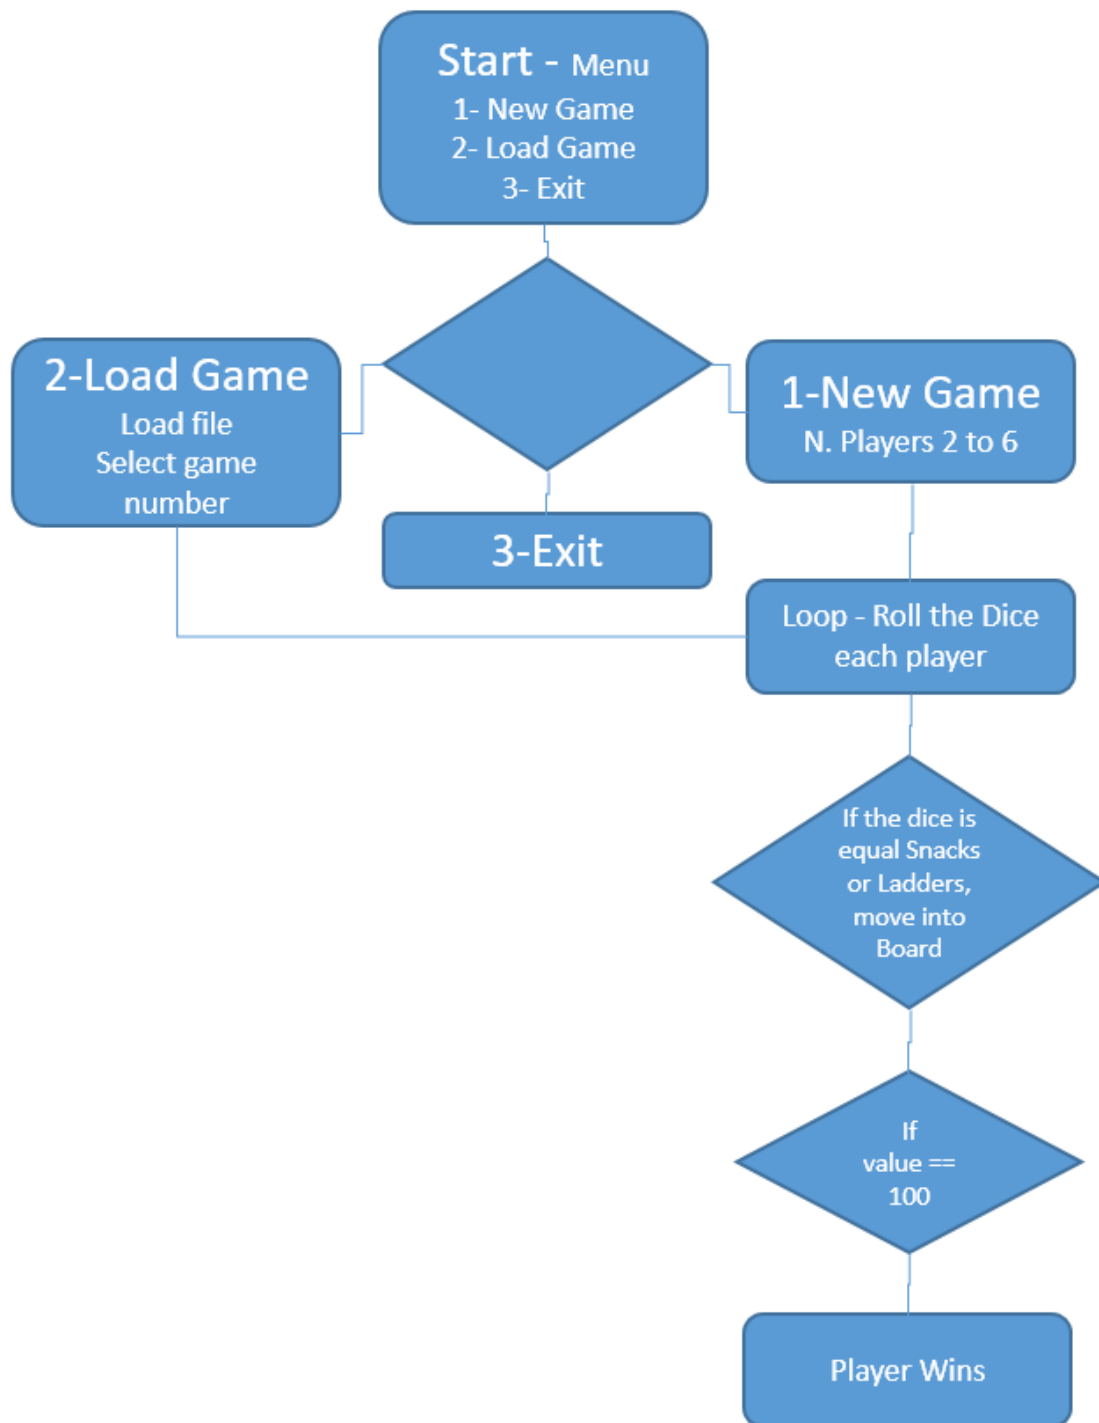 Start - Menu
1- New Game
2- Load Game
3- Exit
2-Load Game
Load file
Select game
number
1-New Game
N. Players 2 to 6
3-Exit
Loop - Roll the Dice
each player
If the dice is
equal Snacks
or Ladders,
move into
Board
If
value ==
100
Player Wins